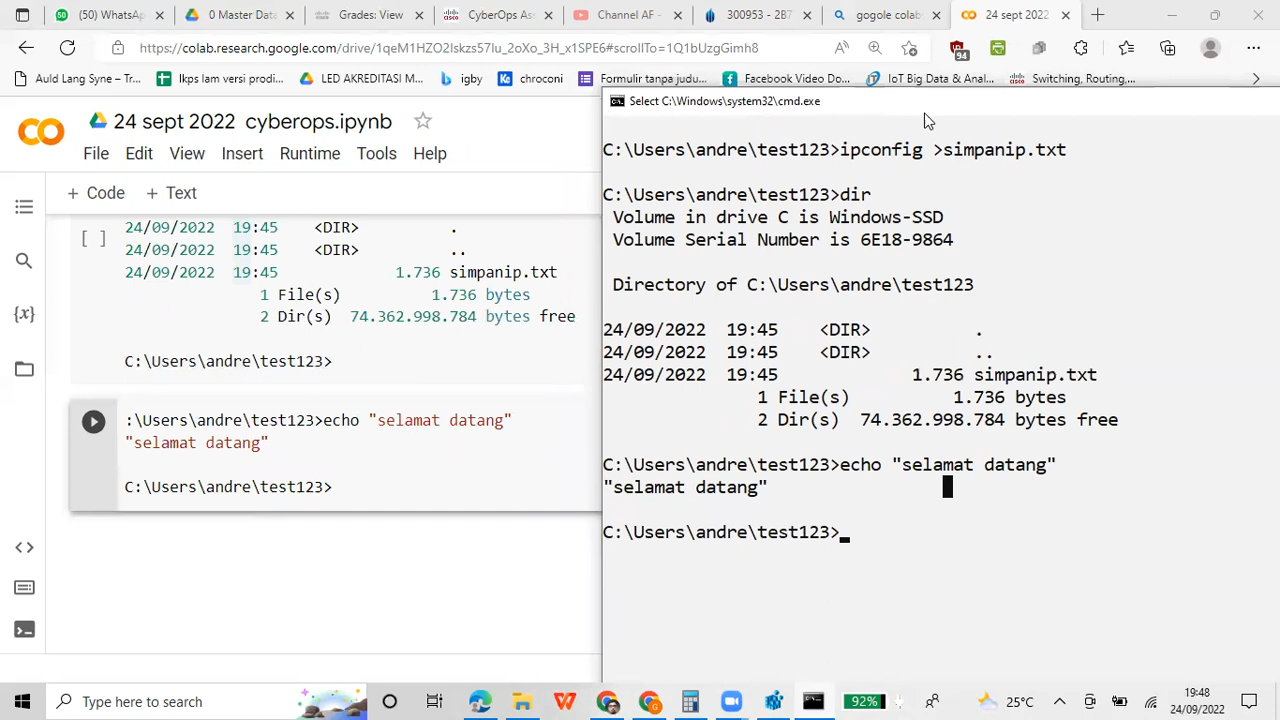 (50) WhatsA
0 Master Data
Grades: View
CyberOps Ass
Channel AF -
300953 - 287
gogole colab
24 sept 2022
https://colab.research.google.com/drive/1qeM1HZO2Iskzs57Iu_2oXo_3H_x1SPE6#scrollTo=1Q1bUzgGimh8
94
Auld Lang Syne – Tr...
lkps lam versi prodi...
LED AKREDITASI M...
igby
chroconi
Formulir tanpa judu...
Facebook Video Do...
IoT Big Data & Anal...
Switching, Routing,...
24 sept 2022 cyberops.ipynb
File Edit View Insert Runtime Tools Help
+ Code + Text
[ ] 24/09/2022 19:45 <DIR> .
24/09/2022 19:45 <DIR> ..
24/09/2022 19:45 1.736 simpanip.txt
1 File(s) 1.736 bytes
2 Dir(s) 74.362.998.784 bytes free
C:\Users\andre\test123>
:\Users\andre\test123>echo "selamat datang"
"selamat datang"
C:\Users\andre\test123>
Select C:\Windows\system32\cmd.exe
C:\Users\andre\test123>ipconfig >simpanip.txt
C:\Users\andre\test123>dir
Volume in drive C is Windows-SSD
Volume Serial Number is 6E18-9864
Directory of C:\Users\andre\test123
24/09/2022 19:45 <DIR> .
24/09/2022 19:45 <DIR> ..
24/09/2022 19:45 1.736 simpanip.txt
1 File(s) 1.736 bytes
2 Dir(s) 74.362.998.784 bytes free
C:\Users\andre\test123>echo "selamat datang"
"selamat datang"
C:\Users\andre\test123>
Type here to search
92%
25°C
19:48
24/09/2022